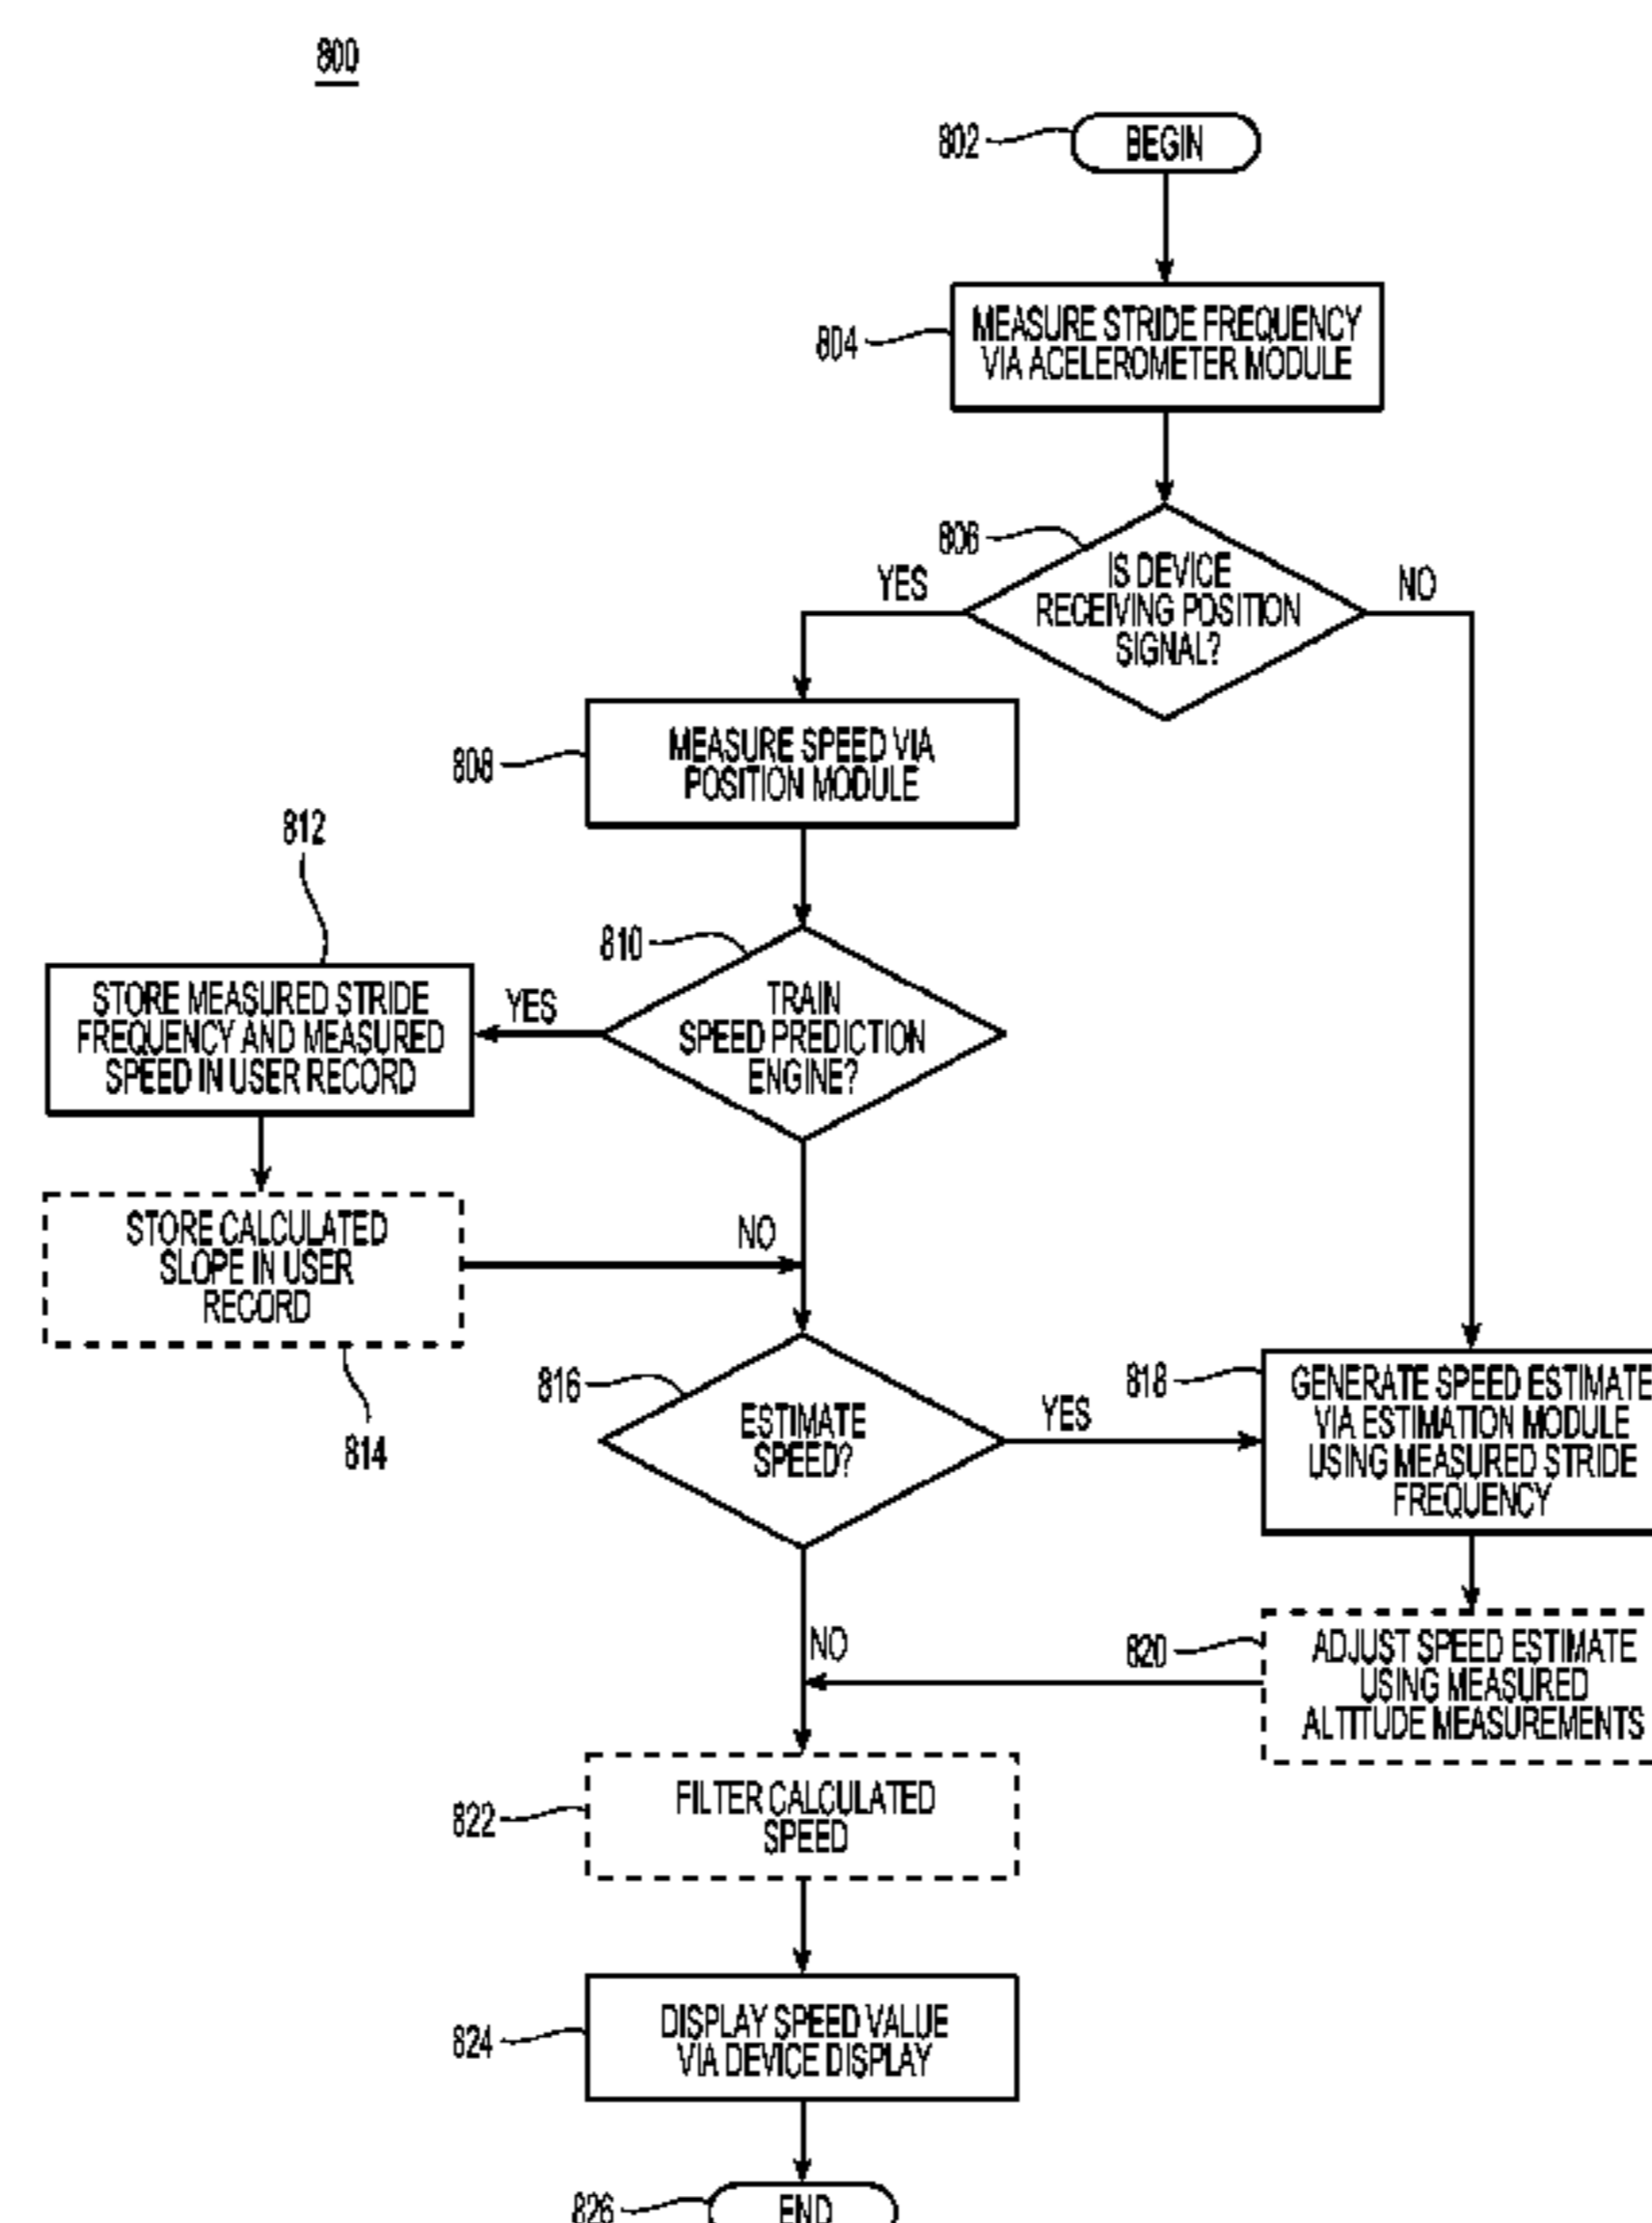 800
802
BEGIN
804
MEASURE STRIDE FREQUENCY
VIA ACELEROMETER MODULE
806
IS DEVICE
RECEIVING POSITION
SIGNAL?
YES
NO
808
MEASURE SPEED VIA
POSITION MODULE
810
TRAIN
SPEED PREDICTION
ENGINE?
YES
812
STORE MEASURED STRIDE
FREQUENCY AND MEASURED
SPEED IN USER RECORD
STORE CALCULATED
SLOPE IN USER
RECORD
814
NO
816
ESTIMATE
SPEED?
YES
818
GENERATE SPEED ESTIMATE
VIA ESTIMATION MODULE
USING MEASURED STRIDE
FREQUENCY
NO
820
ADJUST SPEED ESTIMATE
USING MEASURED
ALTITUDE MEASUREMENTS
822
FILTER CALCULATED
SPEED
824
DISPLAY SPEED VALUE
VIA DEVICE DISPLAY
826
END